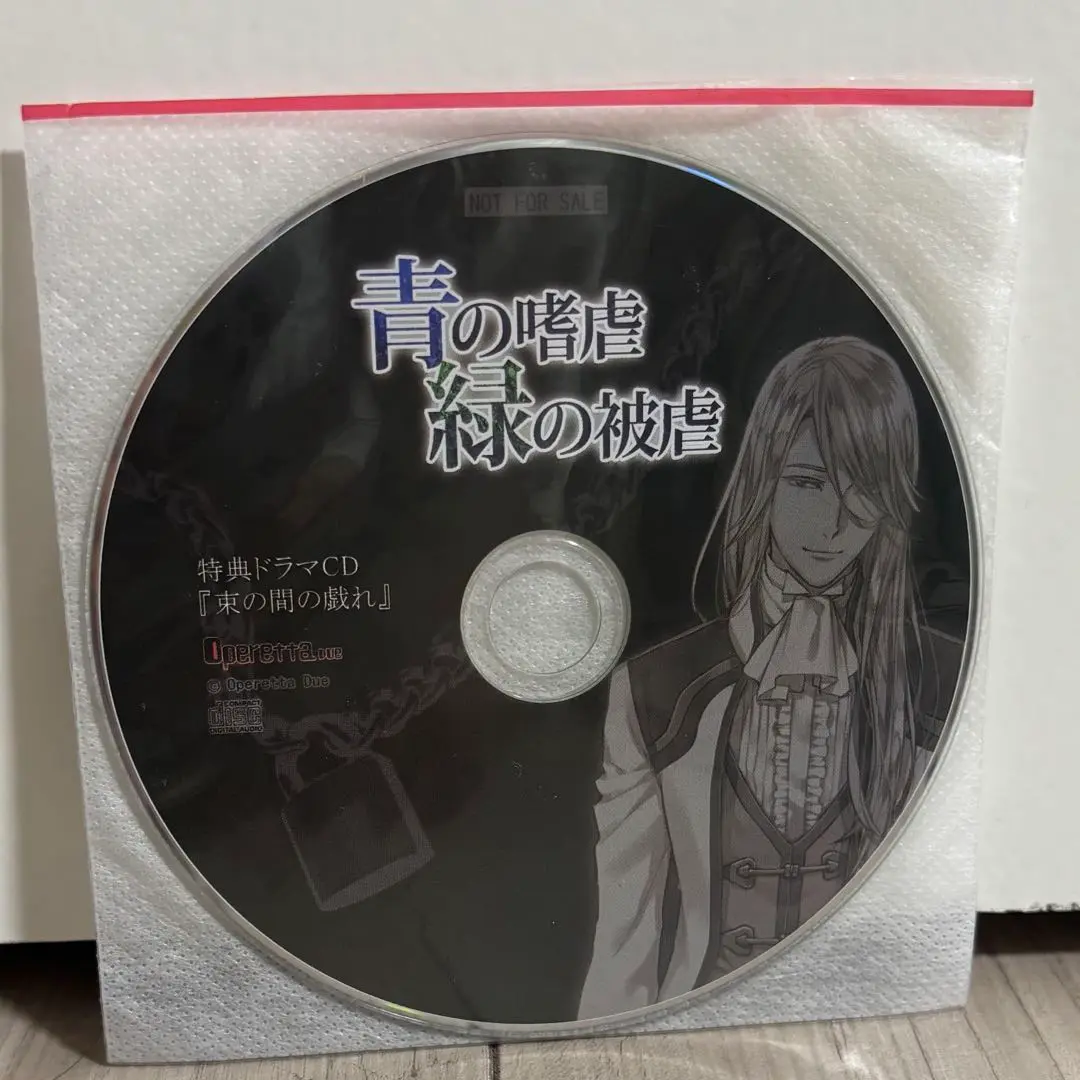 NOT FOR SALE
青の嗜虐
緑の被虐
特典ドラマCD
『束の間の戯れ』
Operetta DUE
© Operetta Due
COMPACT
disc
DIGITAL AUDIO